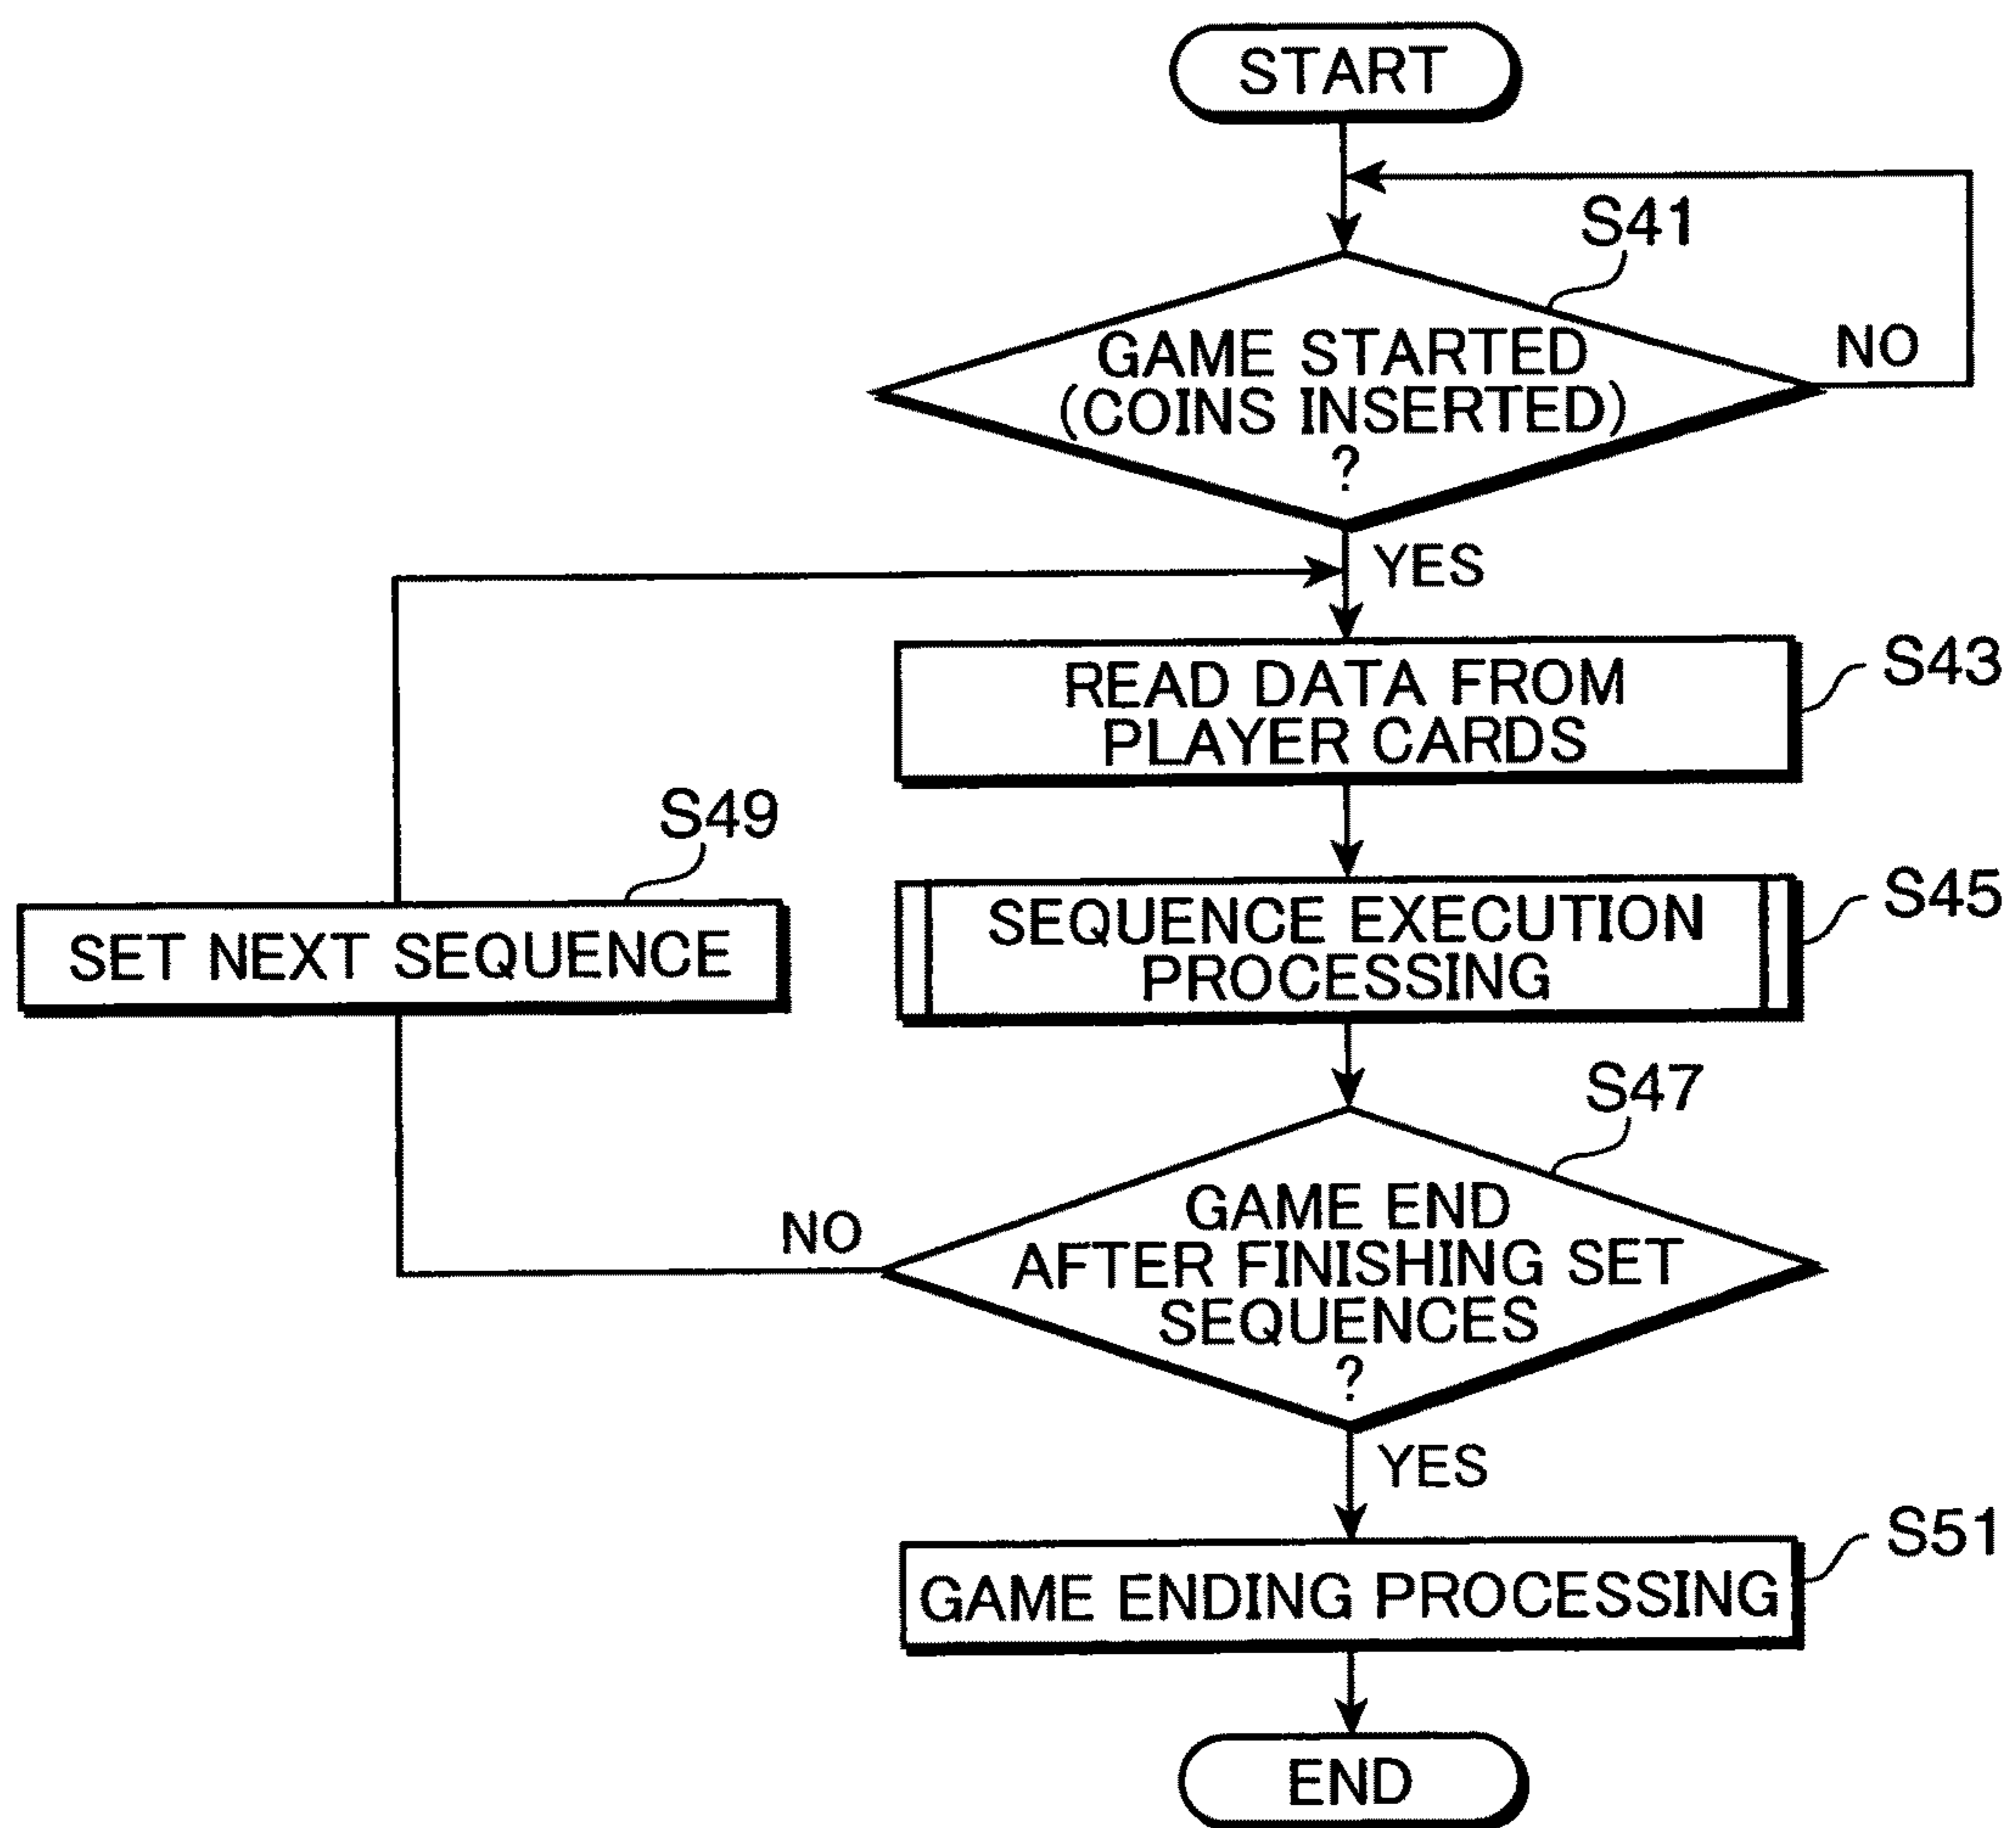 START
S41
GAME STARTED
(COINS INSERTED)
?
NO
YES
READ DATA FROM
PLAYER CARDS
S43
S49
SET NEXT SEQUENCE
SEQUENCE EXECUTION
PROCESSING
S45
S47
GAME END
AFTER FINISHING SET
SEQUENCES
?
NO
YES
S51
GAME ENDING PROCESSING
END